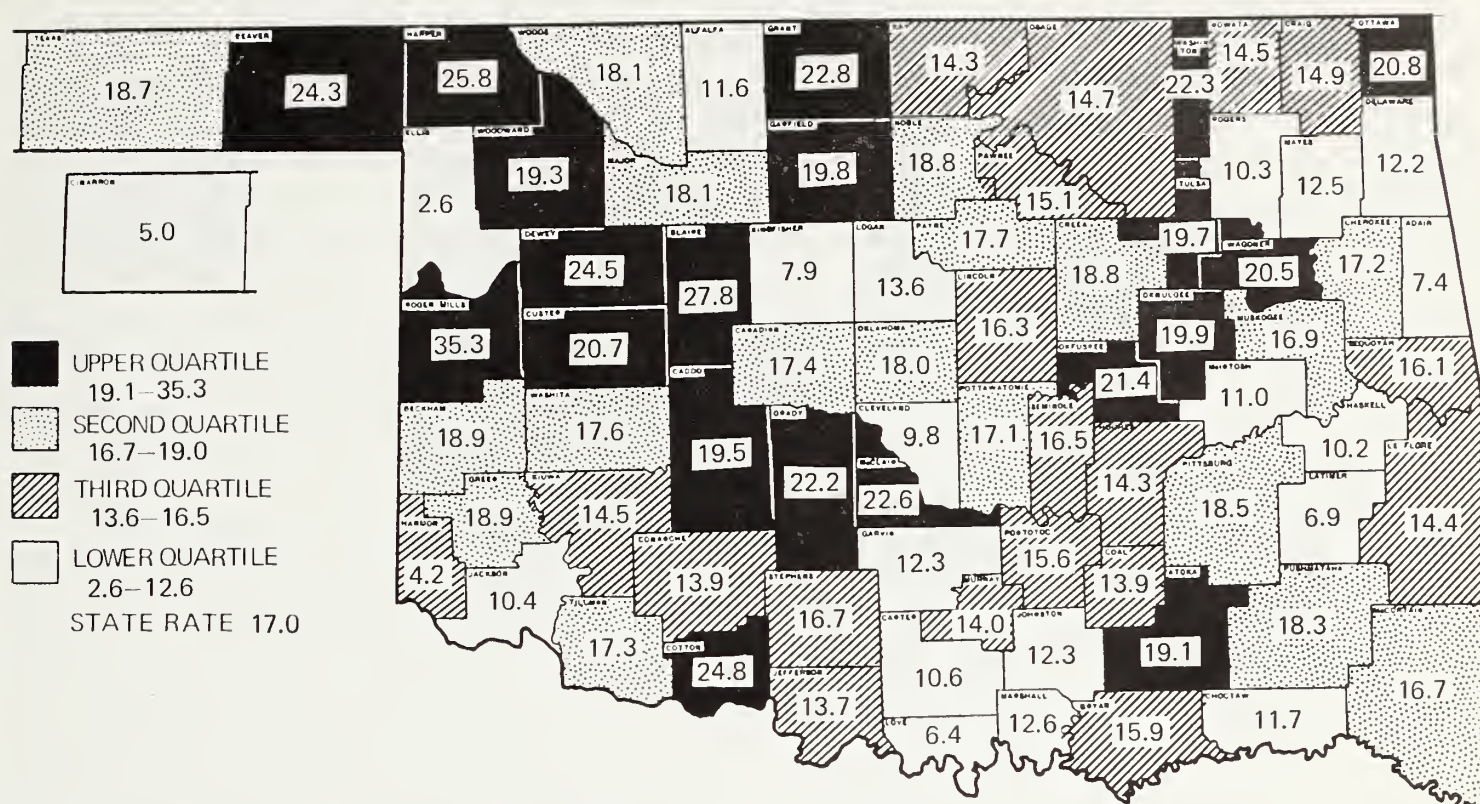 TEXAS
18.7
BEAVER
24.3
HARPER
25.8
WOODS
18.1
ALFALFA
11.6
GRANT
22.8
KAY
14.3
OSAGE
14.7
22.3
NOWATA
14.5
CRAIG
14.9
OTTAWA
20.8
ELLIS
2.6
WOODWARD
19.3
MAJOR
18.1
GARFIELD
19.8
NOBLE
18.8
PAWNEE
15.1
TULSA
19.7
ROGERS
10.3
MAYES
12.5
DELAWARE
12.2
CIMARRON
5.0
DEWEY
24.5
BLAINE
27.8
KINGFISHER
7.9
LOGAN
13.6
PAYNE
17.7
CREEK
18.8
WAGONER
20.5
CHEROKEE
17.2
ADAIR
7.4
ROGER MILLS
35.3
CUSTER
20.7
CANADIAN
17.4
OKLAHOMA
18.0
LINCOLN
16.3
OKFUSKEE
21.4
OKMULGEE
19.9
MUSKOGEE
16.9
SEQUOYAH
16.1
UPPER QUARTILE
19.1–35.3
SECOND QUARTILE
16.7–19.0
THIRD QUARTILE
13.6–16.5
LOWER QUARTILE
2.6–12.6
STATE RATE 17.0
BECKHAM
18.9
WASHITA
17.6
CADDO
19.5
GRADY
22.2
CLEVELAND
9.8
McCLAIN
22.6
POTTAWATOMIE
17.1
SEMINOLE
16.5
HUGHES
14.3
McINTOSH
11.0
HASKELL
10.2
PITTSBURG
18.5
LATIMER
6.9
LE FLORE
14.4
HARMON
4.2
GREER
18.9
KIOWA
14.5
JACKSON
10.4
COMANCHE
13.9
TILLMAN
17.3
COTTON
24.8
STEPHENS
16.7
JEFFERSON
13.7
GARVIN
12.3
MURRAY
14.0
PONTOTOC
15.6
COAL
13.9
ATOKA
19.1
PUSHMATAHA
18.3
McCURTAIN
16.7
CARTER
10.6
JOHNSTON
12.3
LOVE
6.4
MARSHALL
12.6
BRYAN
15.9
CHOCTAW
11.7